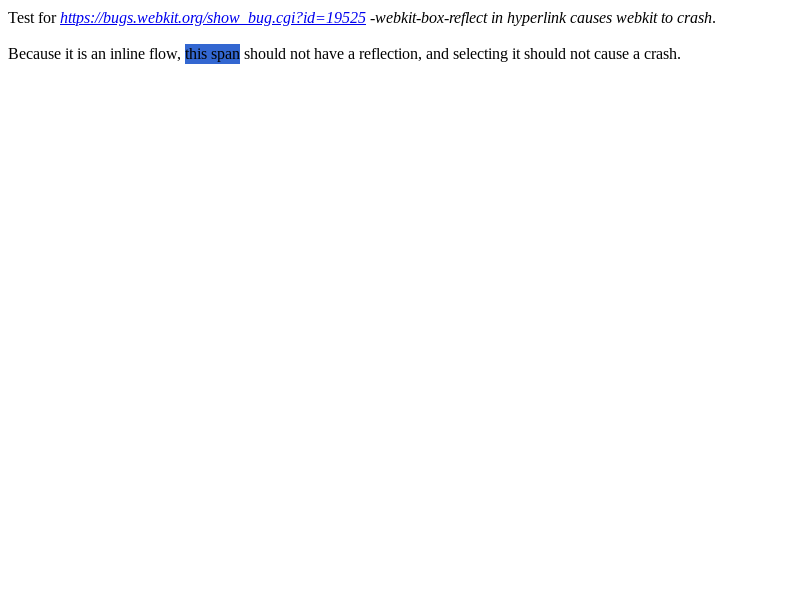 Test for https://bugs.webkit.org/show_bug.cgi?id=19525 -webkit-box-reflect in hyperlink causes webkit to crash.
Because it is an inline flow, this span should not have a reflection, and selecting it should not cause a crash.